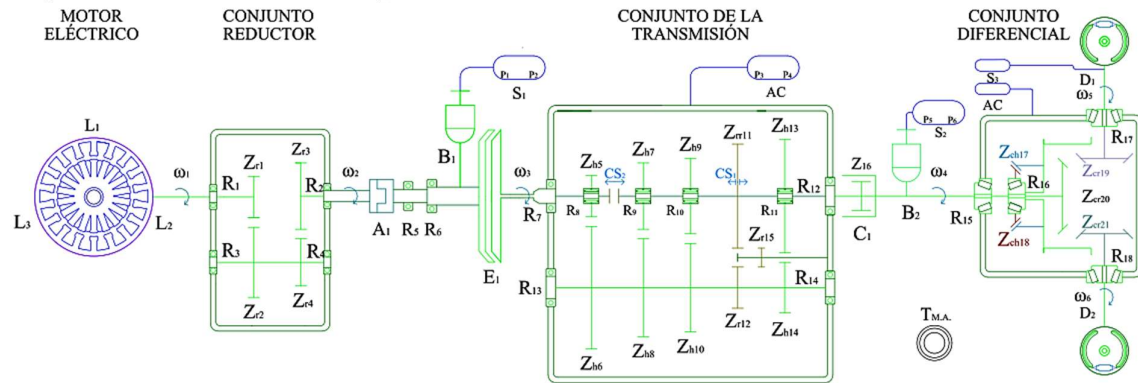 MOTOR
ELÉCTRICO
CONJUNTO
REDUCTOR
CONJUNTO DE LA
TRANSMISIÓN
CONJUNTO
DIFERENCIAL
L1
L2
L3
ω1
Zr1
Zr2
Zr3
Zr4
R1
R2
R3
R4
ω2
A1
R5
R6
B1
P1 P2
S1
E1
ω3
R7
P3 P4
AC
Zh5
Zh6
Zh7
Zh8
Zh9
Zh10
Zrr11
Zr12
Zh13
Zh14
Zr15
CS2
CS1
R8
R9
R10
R11
R12
R13
R14
Z16
C1
P5 P6
S2
B2
ω4
S3
AC
D1
ω5
R15
R16
R17
R18
Zch17
Zch18
Zcr19
Zcr20
Zcr21
ω6
D2
TM.A.